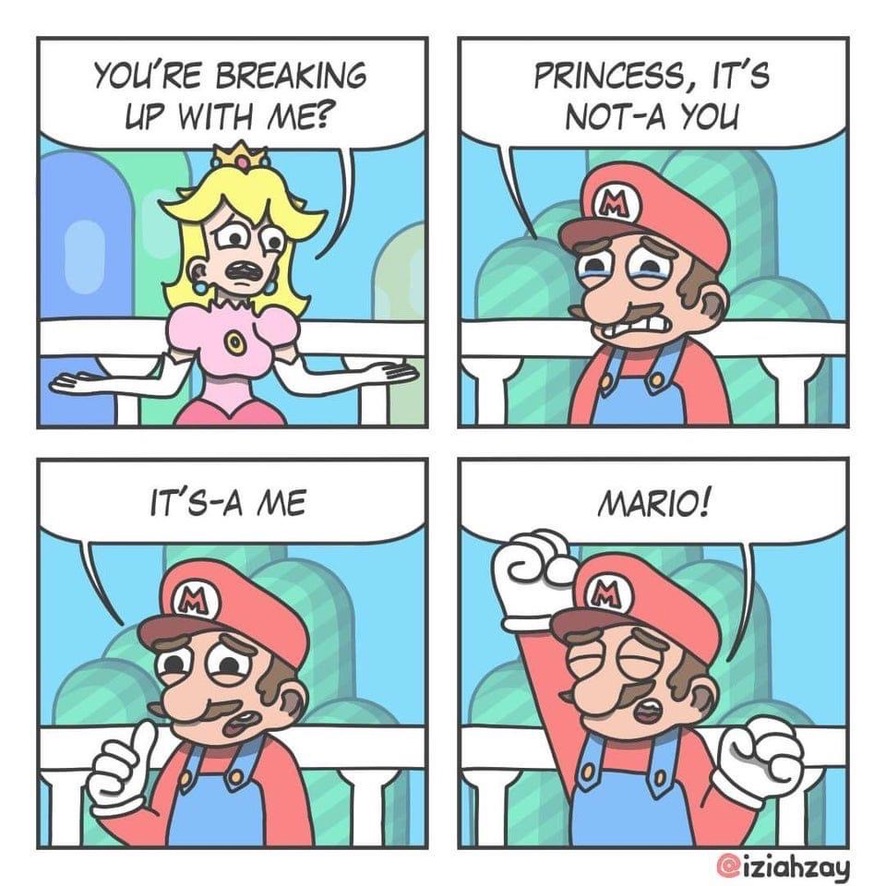 YOU'RE BREAKING
UP WITH ME?
PRINCESS, IT'S
NOT-A YOU
M
IT'S-A ME
M
MARIO!
M
@iziahzay